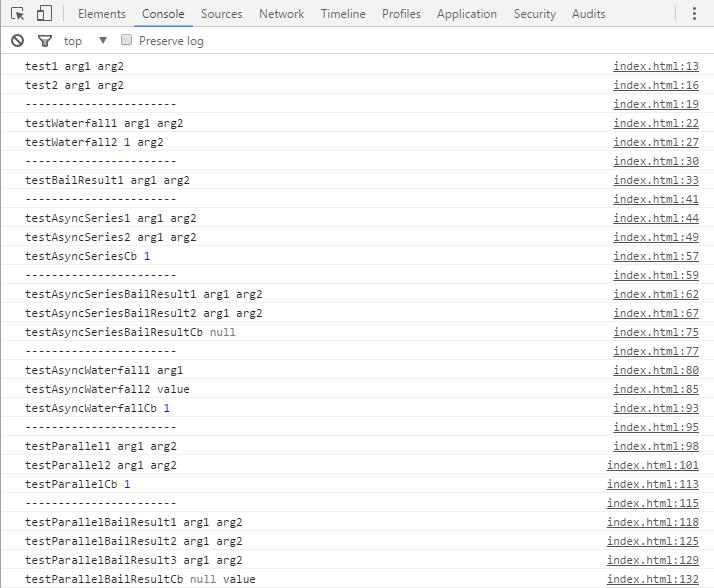 Elements Console Sources Network Timeline Profiles Application Security Audits
top Preserve log
test1 arg1 arg2 index.html:13
test2 arg1 arg2 index.html:16
----------------------- index.html:19
testWaterfall1 arg1 arg2 index.html:22
testWaterfall2 1 arg2 index.html:27
----------------------- index.html:30
testBailResult1 arg1 arg2 index.html:33
----------------------- index.html:41
testAsyncSeries1 arg1 arg2 index.html:44
testAsyncSeries2 arg1 arg2 index.html:49
testAsyncSeriesCb 1 index.html:57
----------------------- index.html:59
testAsyncSeriesBailResult1 arg1 arg2 index.html:62
testAsyncSeriesBailResult2 arg1 arg2 index.html:67
testAsyncSeriesBailResultCb null index.html:75
----------------------- index.html:77
testAsyncWaterfall1 arg1 index.html:80
testAsyncWaterfall2 value index.html:85
testAsyncWaterfallCb 1 index.html:93
----------------------- index.html:95
testParallel1 arg1 arg2 index.html:98
testParallel2 arg1 arg2 index.html:101
testParallelCb 1 index.html:113
----------------------- index.html:115
testParallelBailResult1 arg1 arg2 index.html:118
testParallelBailResult2 arg1 arg2 index.html:125
testParallelBailResult3 arg1 arg2 index.html:129
testParallelBailResultCb null value index.html:132